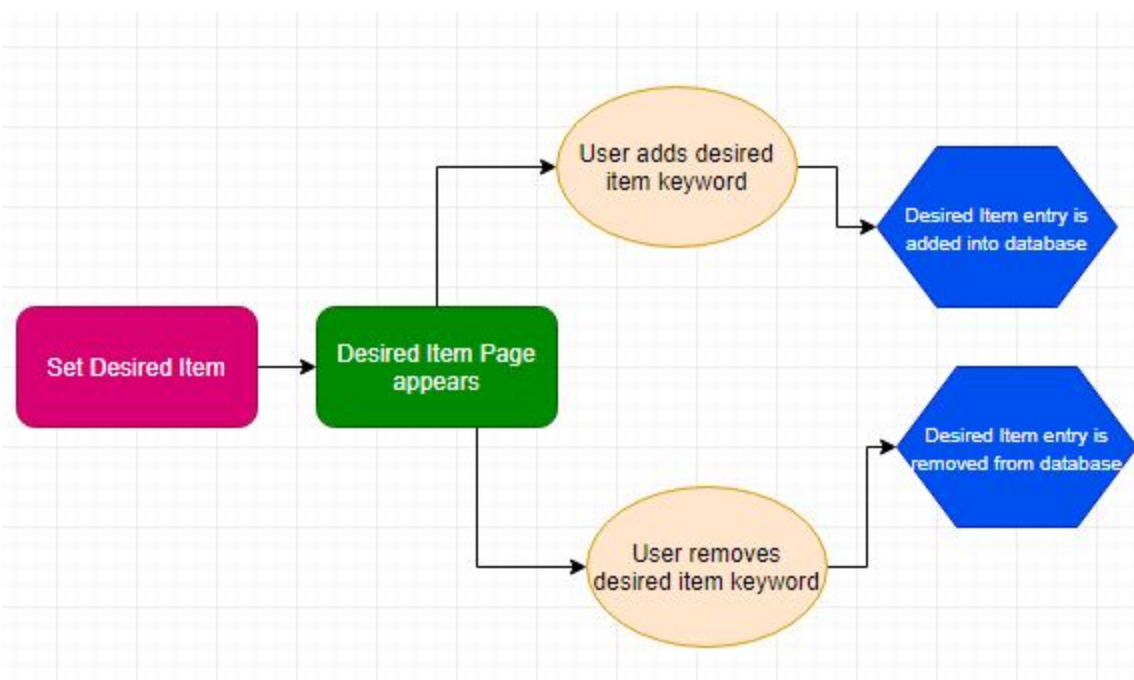 Set Desired Item
Desired Item Page
appears
User adds desired
item keyword
Desired Item entry is
added into database
User removes
desired item keyword
Desired Item entry is
removed from database